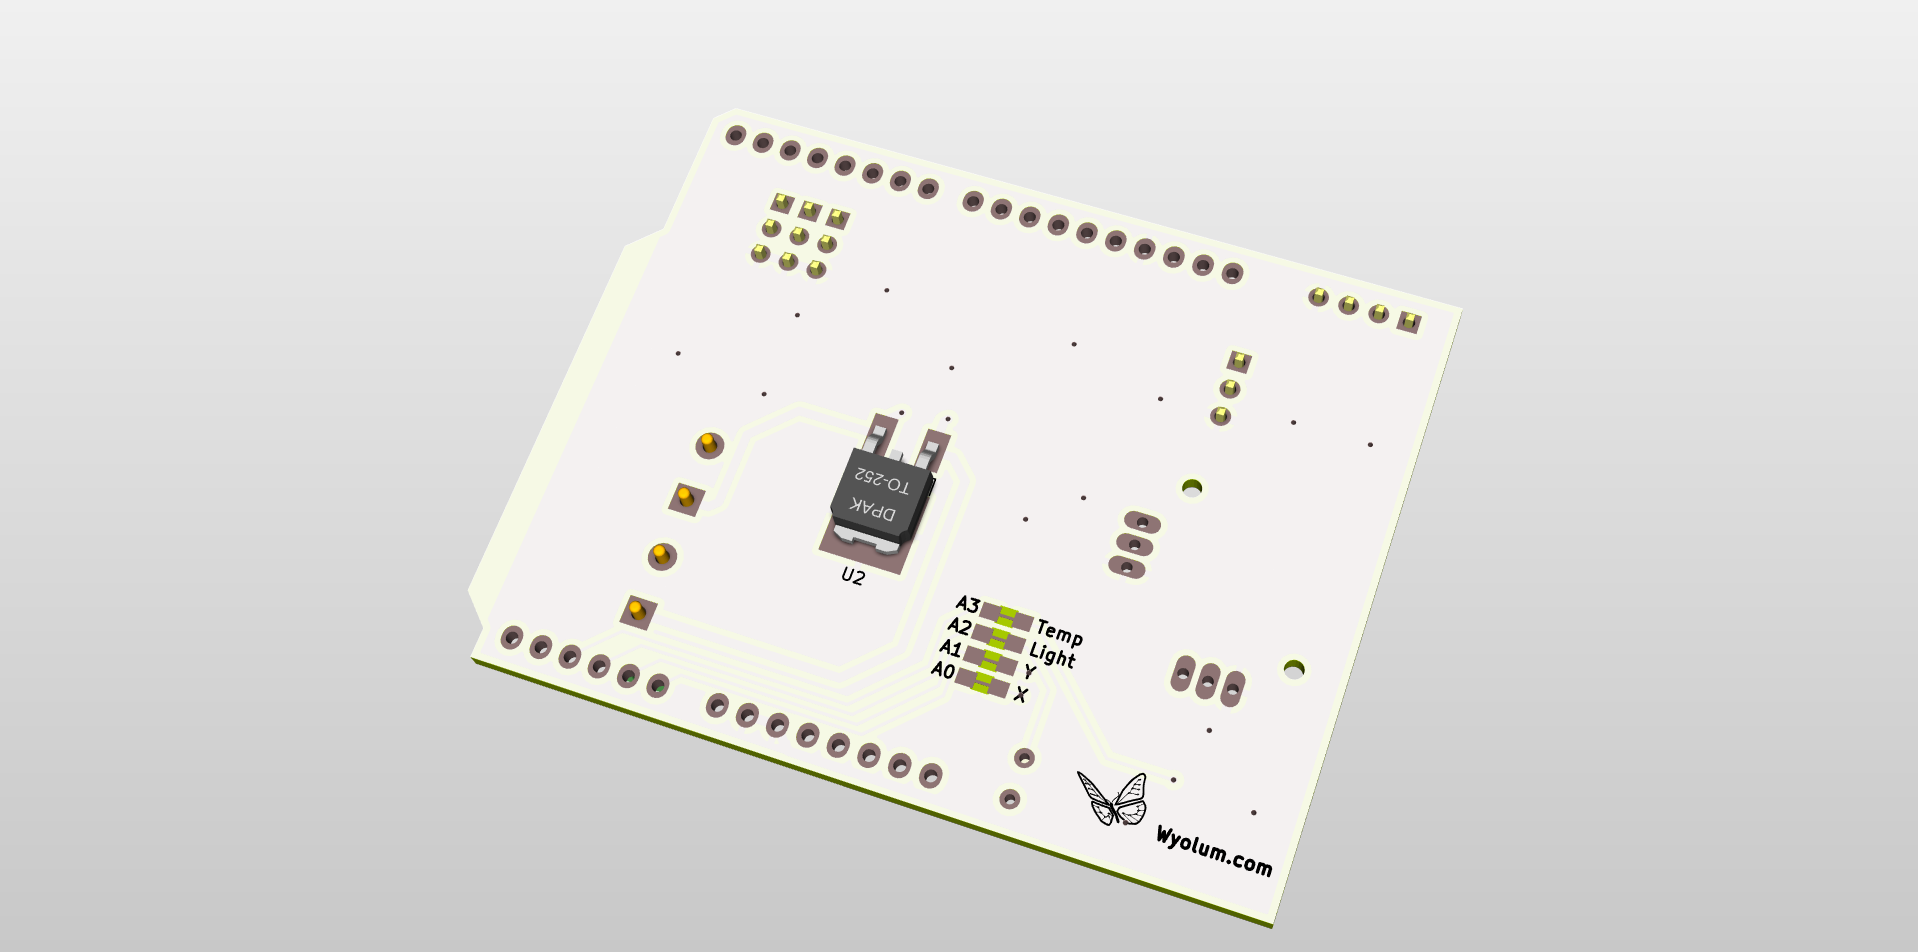 TO-252
DPAK
U2
A3 Temp
A2 Light
A1 Y
A0 X
Wyolum.com